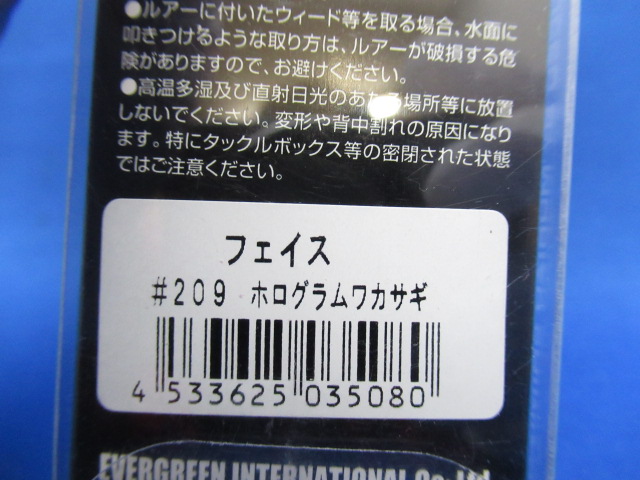 ●ルアーに付いたウィード等を取る場合、水面に
叩きつけるような取り方は、ルアーが破損する危
険がありますので、お避けください。
●高温多湿及び直射日光のあたる場所等に放置
しないでください。変形や背中割れの原因になり
ます。特にタックルボックス等の密閉された状態
ではご注意ください。
フェイス
#209 ホログラムワカサギ
4 533625 035080
EVERGREEN INTERNATIONAL Co.,Ltd.